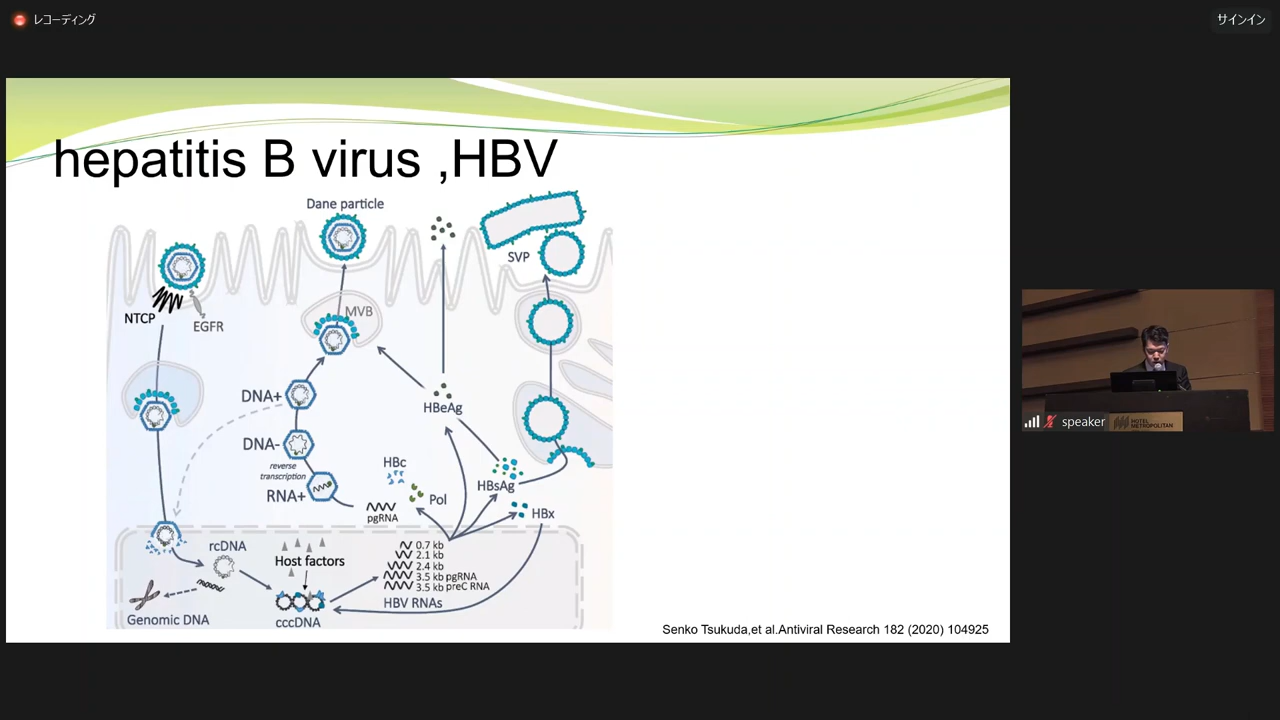 レコーディング
サインイン
hepatitis B virus ,HBV
Dane particle
SVP
NTCP
EGFR
MVB
DNA+
HBeAg
DNA-
reverse
transcription
HBc
HBsAg
RNA+
Pol
pgRNA
HBx
rcDNA
Host factors
0.7 kb
2.1 kb
2.4 kb
3.5 kb pgRNA
3.5 kb preC RNA
HBV RNAs
Genomic DNA
cccDNA
Senko Tsukuda,et al.Antiviral Research 182 (2020) 104925
speaker
HOTEL
METROPOLITAN